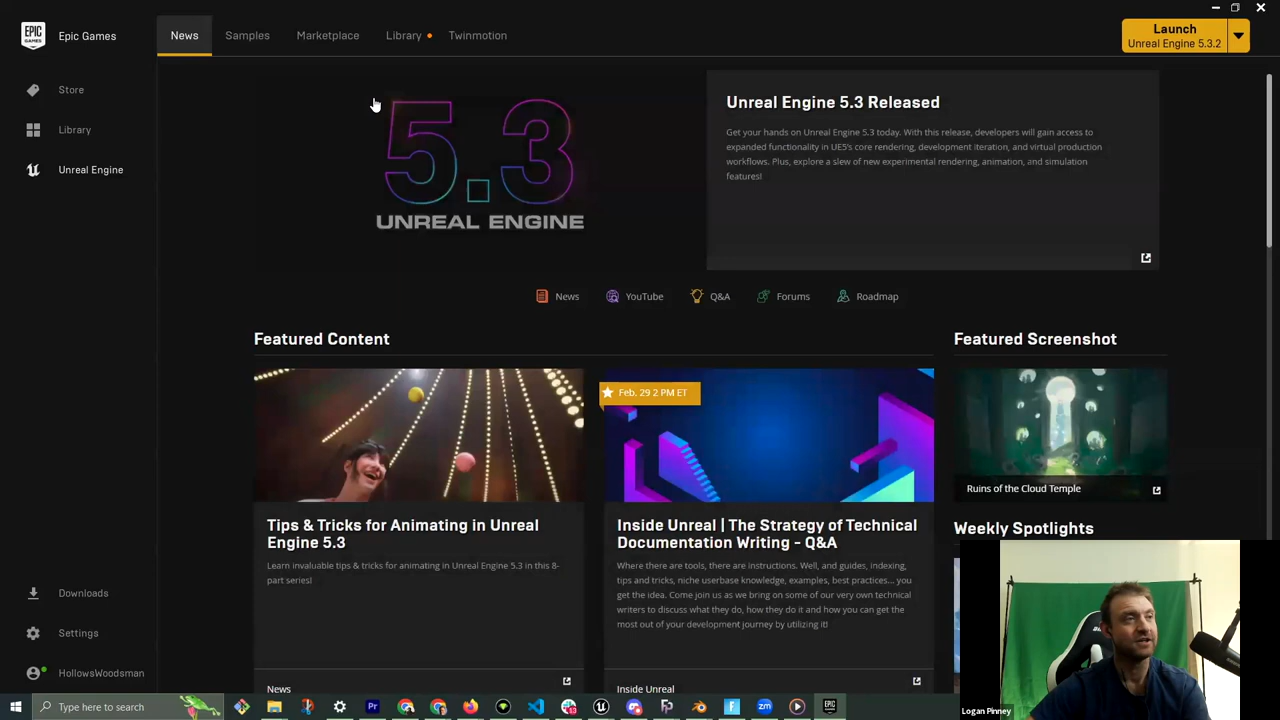 EPIC GAMES
Epic Games
News
Samples
Marketplace
Library
Twinmotion
Launch
Unreal Engine 5.3.2
Store
Library
Unreal Engine
5.3
UNREAL ENGINE
Unreal Engine 5.3 Released
Get your hands on Unreal Engine 5.3 today. With this release, developers will gain access to
expanded functionality in UE5's core rendering, development iteration, and virtual production
workflows. Plus, explore a slew of new experimental rendering, animation, and simulation
features!
News
YouTube
Q&A
Forums
Roadmap
Featured Content
Featured Screenshot
Feb. 29 2 PM ET
Ruins of the Cloud Temple
Tips & Tricks for Animating in Unreal
Engine 5.3
Learn invaluable tips & tricks for animating in Unreal Engine 5.3 in this 8-
part series!
News
Inside Unreal | The Strategy of Technical
Documentation Writing - Q&A
Where there are tools, there are instructions. Well, and guides, indexing,
tips and tricks, niche userbase knowledge, examples, best practices... you
get the idea. Come join us as we bring on some of our very own technical
writers to discuss what they do, how they do it and how you can get the
most out of your development journey by utilizing it!
Inside Unreal
Weekly Spotlights
Downloads
Settings
HollowsWoodsman
Type here to search
Pr
zm
EPIC GAMES
Logan Pinney